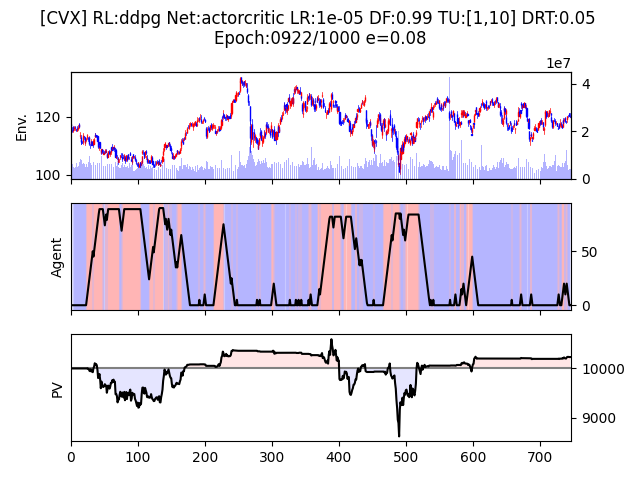 [CVX] RL:ddpg Net:actorcritic LR:1e-05 DF:0.99 TU:[1,10] DRT:0.05
Epoch:0922/1000 e=0.08
1e7
Env.
120
100
4
2
0
Agent
50
0
PV
10000
9000
0 100 200 300 400 500 600 700